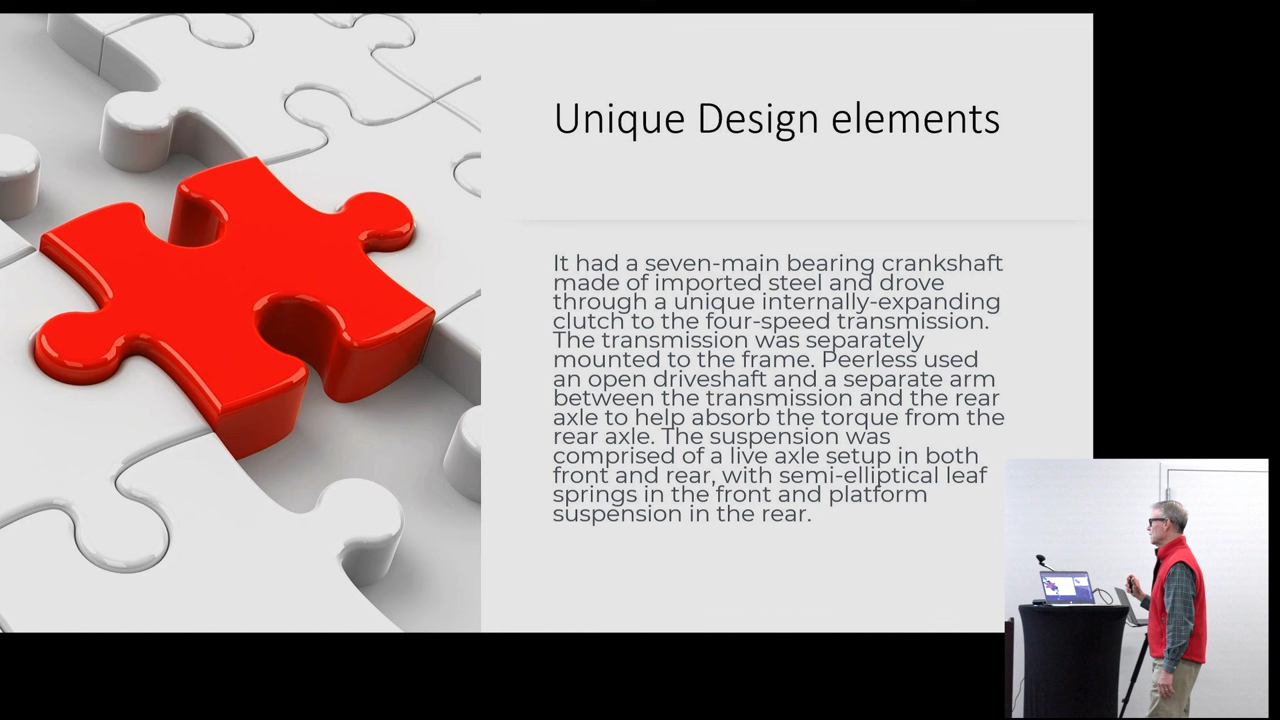 Unique Design elements
It had a seven-main bearing crankshaft
made of imported steel and drove
through a unique internally-expanding
clutch to the four-speed transmission.
The transmission was separately
mounted to the frame. Peerless used
an open driveshaft and a separate arm
between the transmission and the rear
axle to help absorb the torque from the
rear axle. The suspension was
comprised of a live axle setup in both
front and rear, with semi-elliptical leaf
springs in the front and platform
suspension in the rear.